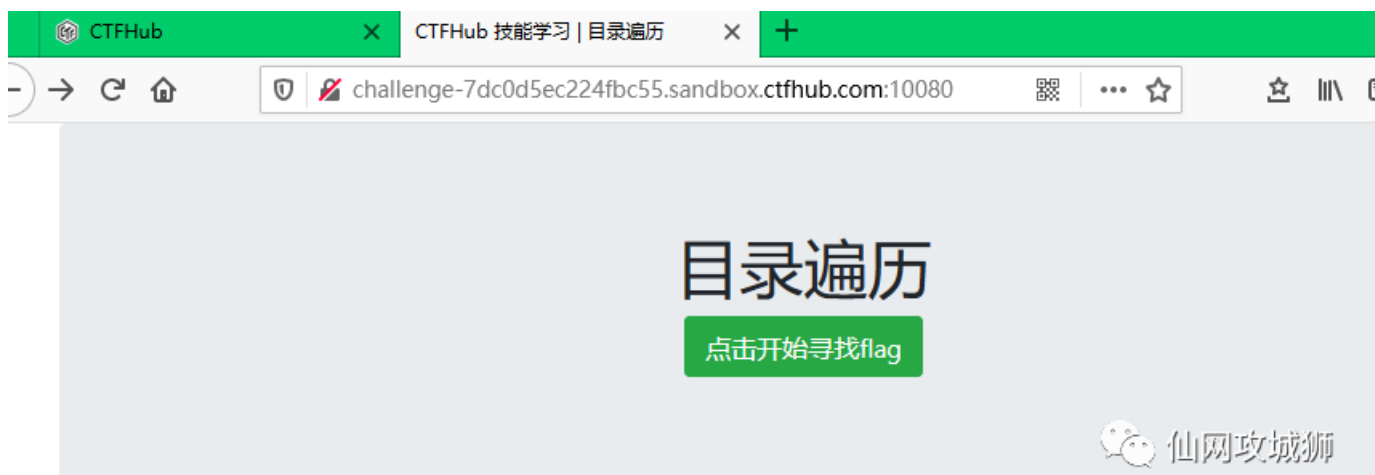 CTFHub
CTFHub 技能学习 | 目录遍历
challenge-7dc0d5ec224fbc55.sandbox.ctfhub.com:10080
目录遍历
点击开始寻找flag
仙网攻城狮